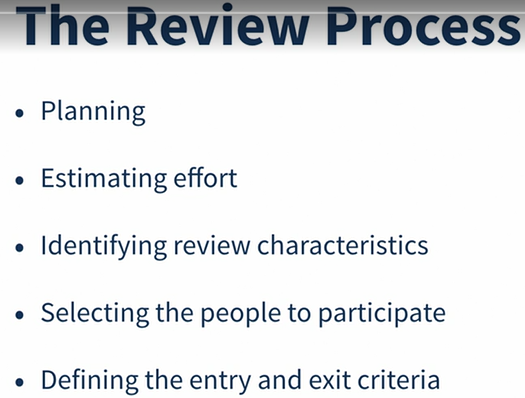 The Review Process
• Planning
• Estimating effort
• Identifying review characteristics
• Selecting the people to participate
• Defining the entry and exit criteria